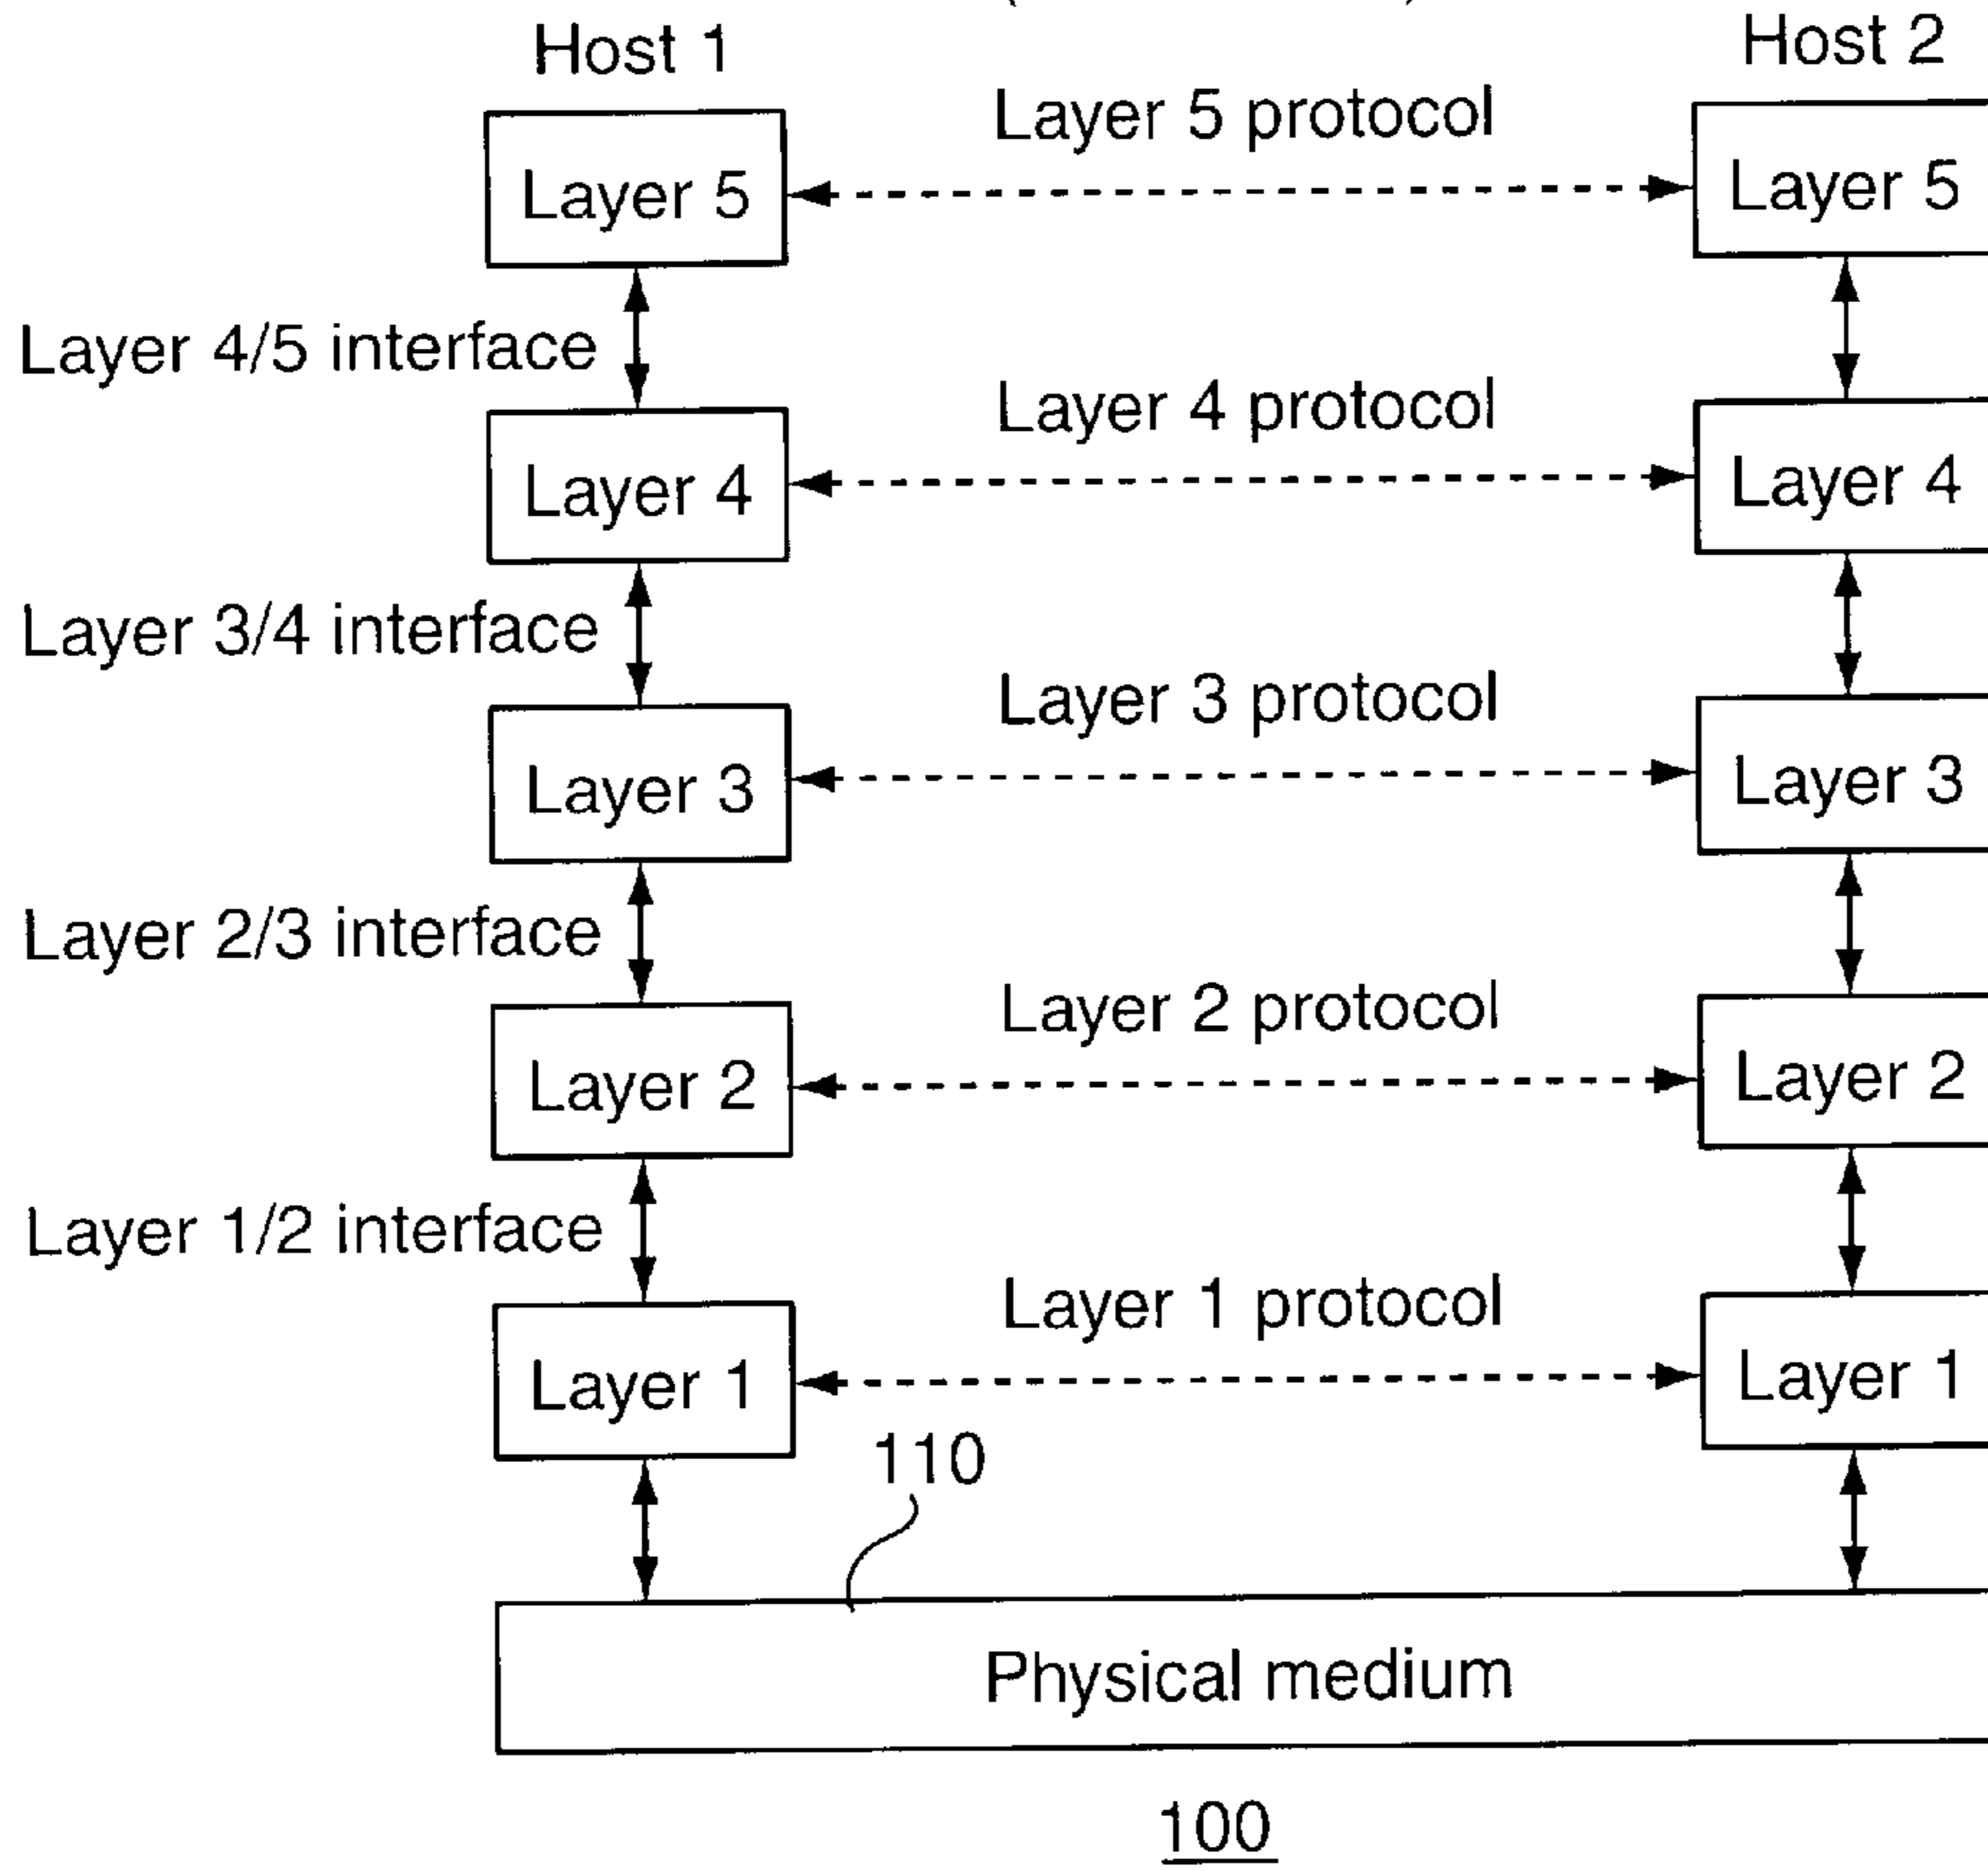 Host 1
Host 2
Layer 5 protocol
Layer 5
Layer 5
Layer 4/5 interface
Layer 4 protocol
Layer 4
Layer 4
Layer 3/4 interface
Layer 3 protocol
Layer 3
Layer 3
Layer 2/3 interface
Layer 2 protocol
Layer 2
Layer 2
Layer 1/2 interface
Layer 1 protocol
Layer 1
Layer 1
110
Physical medium
100